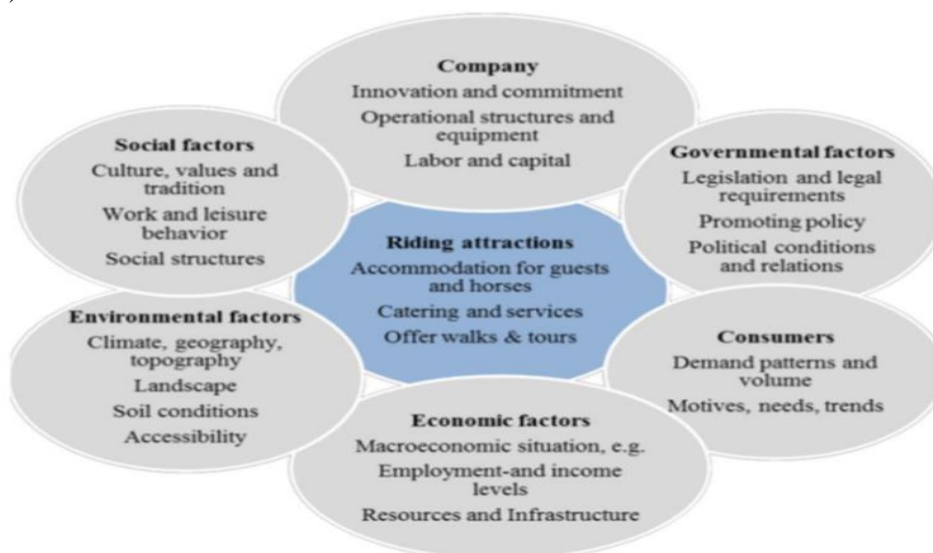 Company
Innovation and commitment
Operational structures and
equipment
Labor and capital
Social factors
Culture, values and
tradition
Work and leisure
behavior
Social structures
Governmental factors
Legislation and legal
requirements
Promoting policy
Political conditions
and relations
Riding attractions
Accommodation for guests
and horses
Catering and services
Offer walks & tours
Environmental factors
Climate, geography,
topography
Landscape
Soil conditions
Accessibility
Consumers
Demand patterns and
volume
Motives, needs, trends
Economic factors
Macroeconomic situation, e.g.
Employment-and income
levels
Resources and Infrastructure